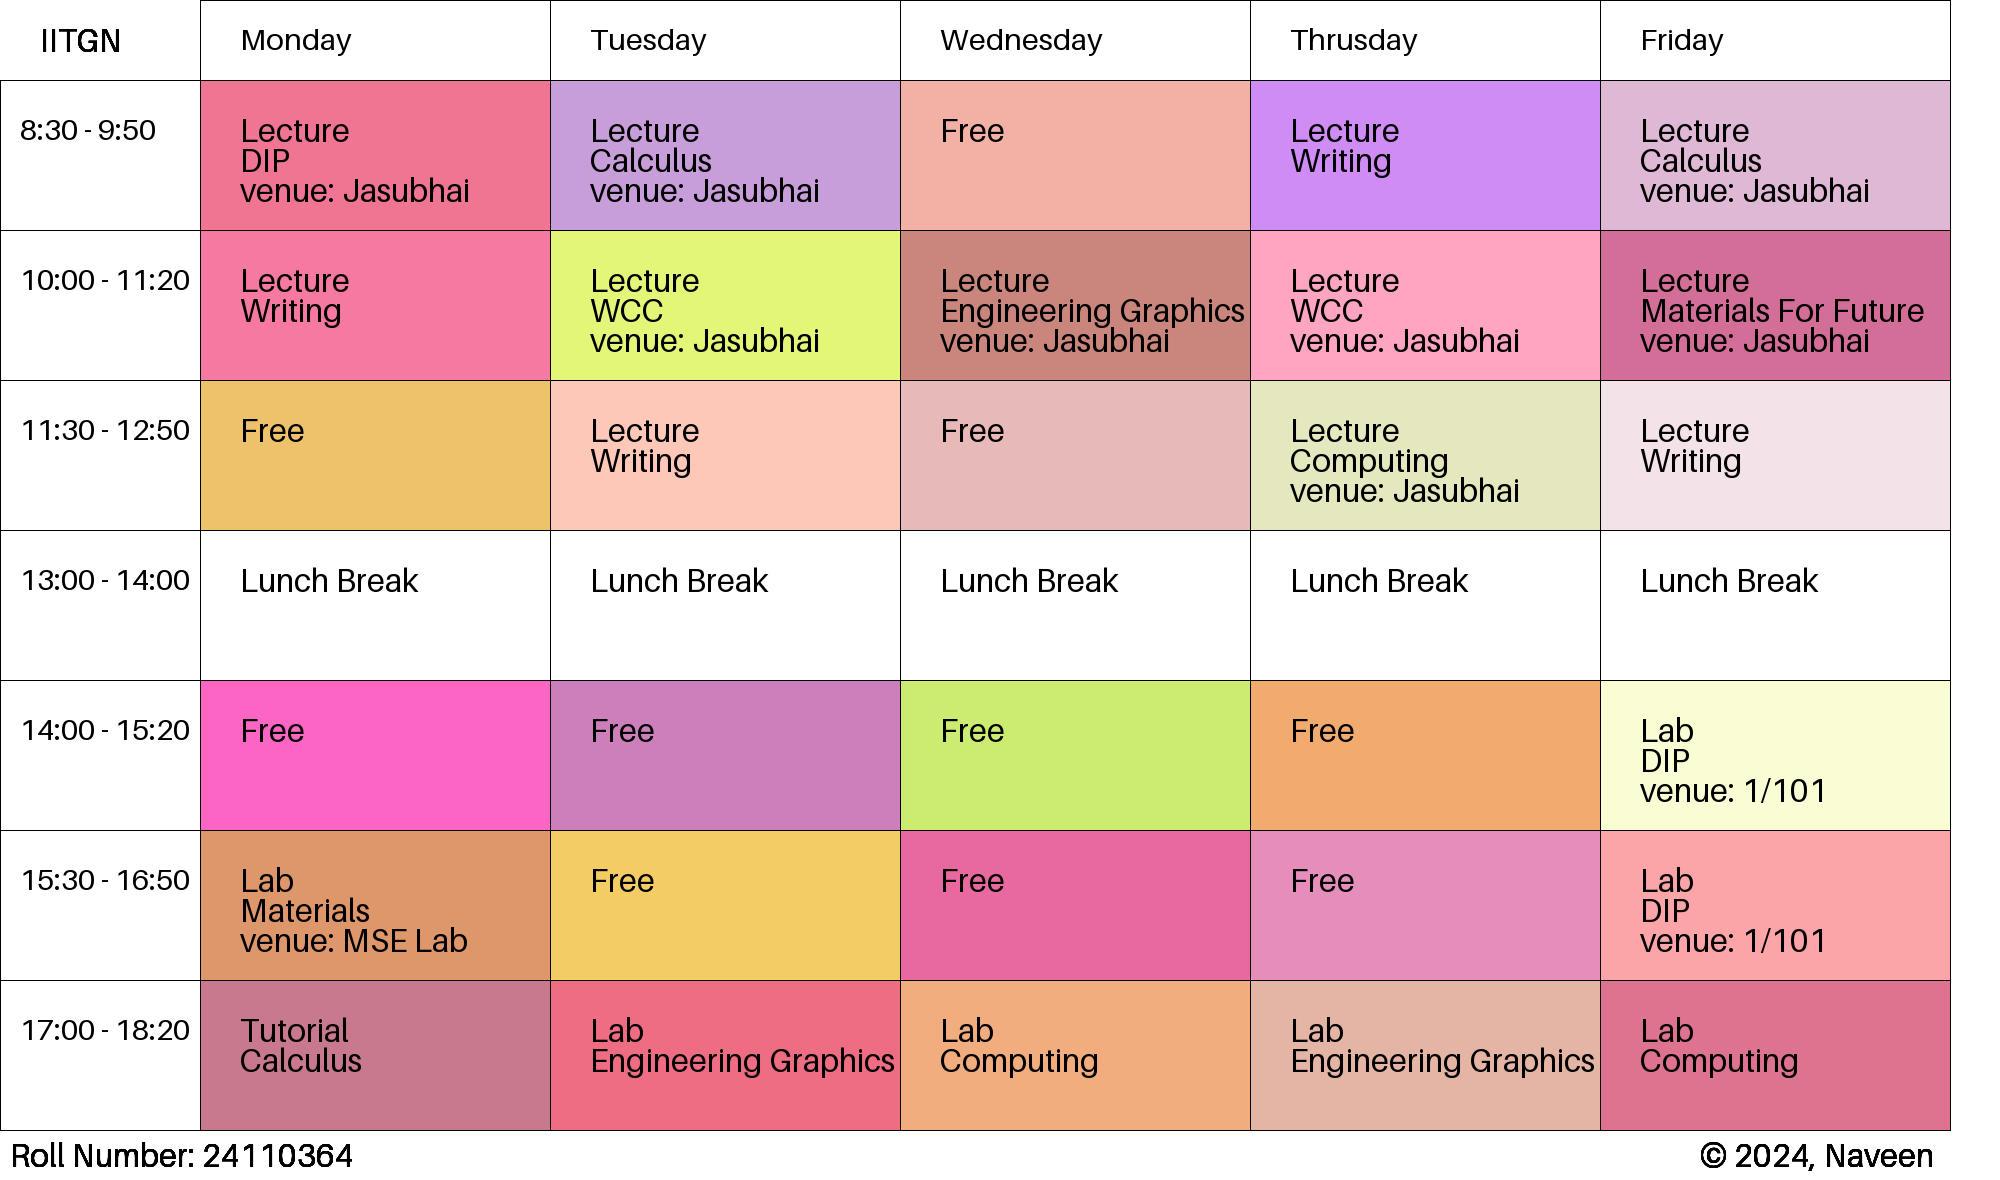 IITGN Monday Tuesday Wednesday Thrusday Friday
8:30 - 9:50
Lecture
DIP
venue: Jasubhai
Lecture
Calculus
venue: Jasubhai
Free
Lecture
Writing
Lecture
Calculus
venue: Jasubhai
10:00 - 11:20
Lecture
Writing
Lecture
WCC
venue: Jasubhai
Lecture
Engineering Graphics
venue: Jasubhai
Lecture
WCC
venue: Jasubhai
Lecture
Materials For Future
venue: Jasubhai
11:30 - 12:50
Free
Lecture
Writing
Free
Lecture
Computing
venue: Jasubhai
Lecture
Writing
13:00 - 14:00
Lunch Break
Lunch Break
Lunch Break
Lunch Break
Lunch Break
14:00 - 15:20
Free
Free
Free
Free
Lab
DIP
venue: 1/101
15:30 - 16:50
Lab
Materials
venue: MSE Lab
Free
Free
Free
Lab
DIP
venue: 1/101
17:00 - 18:20
Tutorial
Calculus
Lab
Engineering Graphics
Lab
Computing
Lab
Engineering Graphics
Lab
Computing
Roll Number: 24110364
© 2024, Naveen